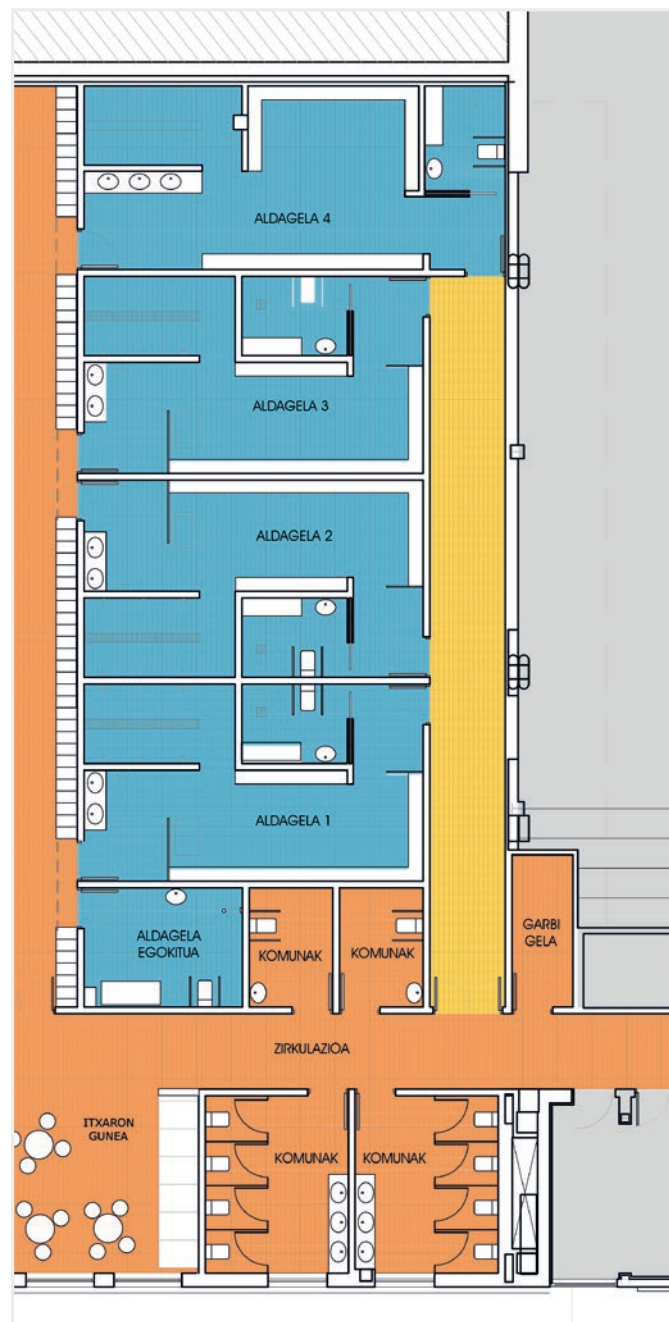 ALDAGELA 4
ALDAGELA 3
ALDAGELA 2
ALDAGELA 1
ALDAGELA
EGOKITUA
KOMUNAK
KOMUNAK
GARBI
GELA
ZIRKULAZIOA
ITXARON
GUNEA
KOMUNAK
KOMUNAK